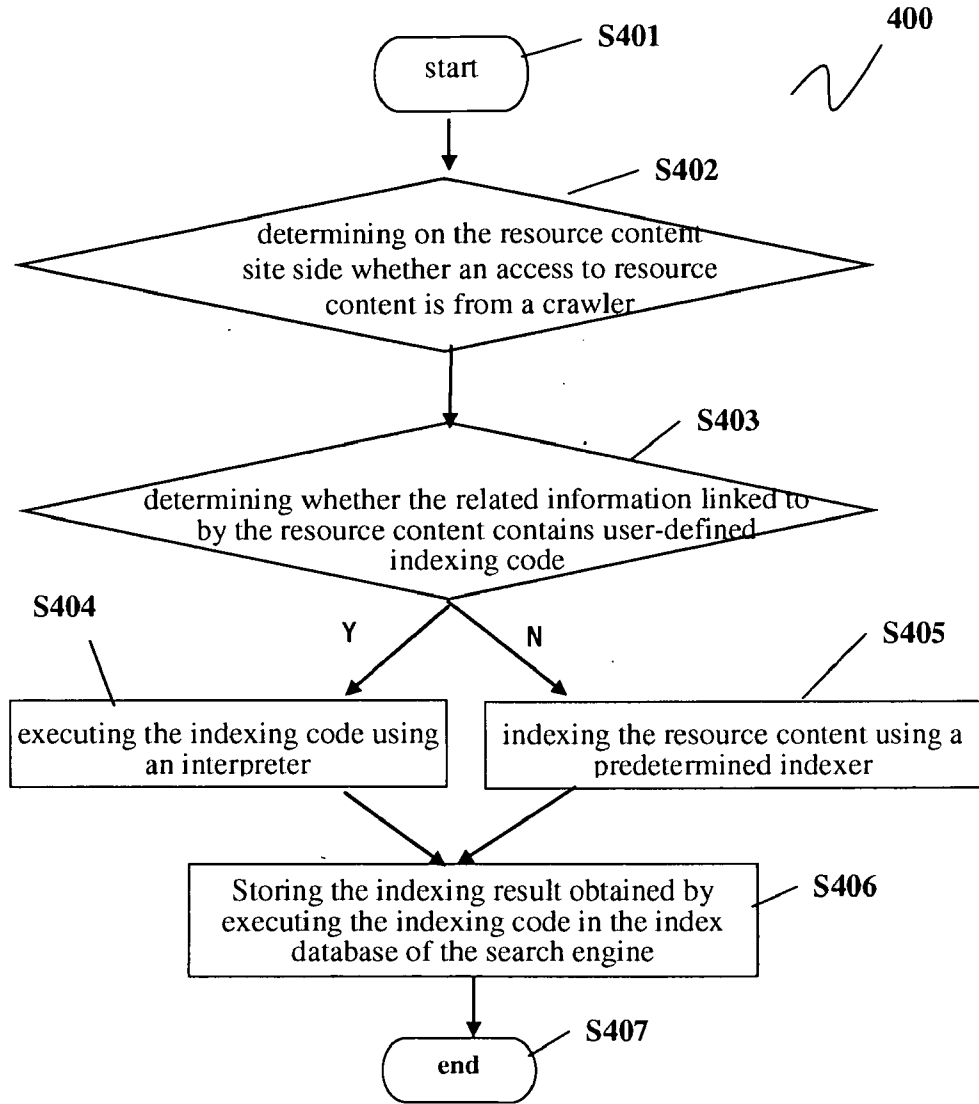 400
S401
start
S402
determining on the resource content
site side whether an access to resource
content is from a crawler
S403
determining whether the related information linked to
by the resource content contains user-defined
indexing code
S404
Y
N
S405
executing the indexing code using
an interpreter
indexing the resource content using a
predetermined indexer
Storing the indexing result obtained by
executing the indexing code in the index
database of the search engine
S406
S407
end